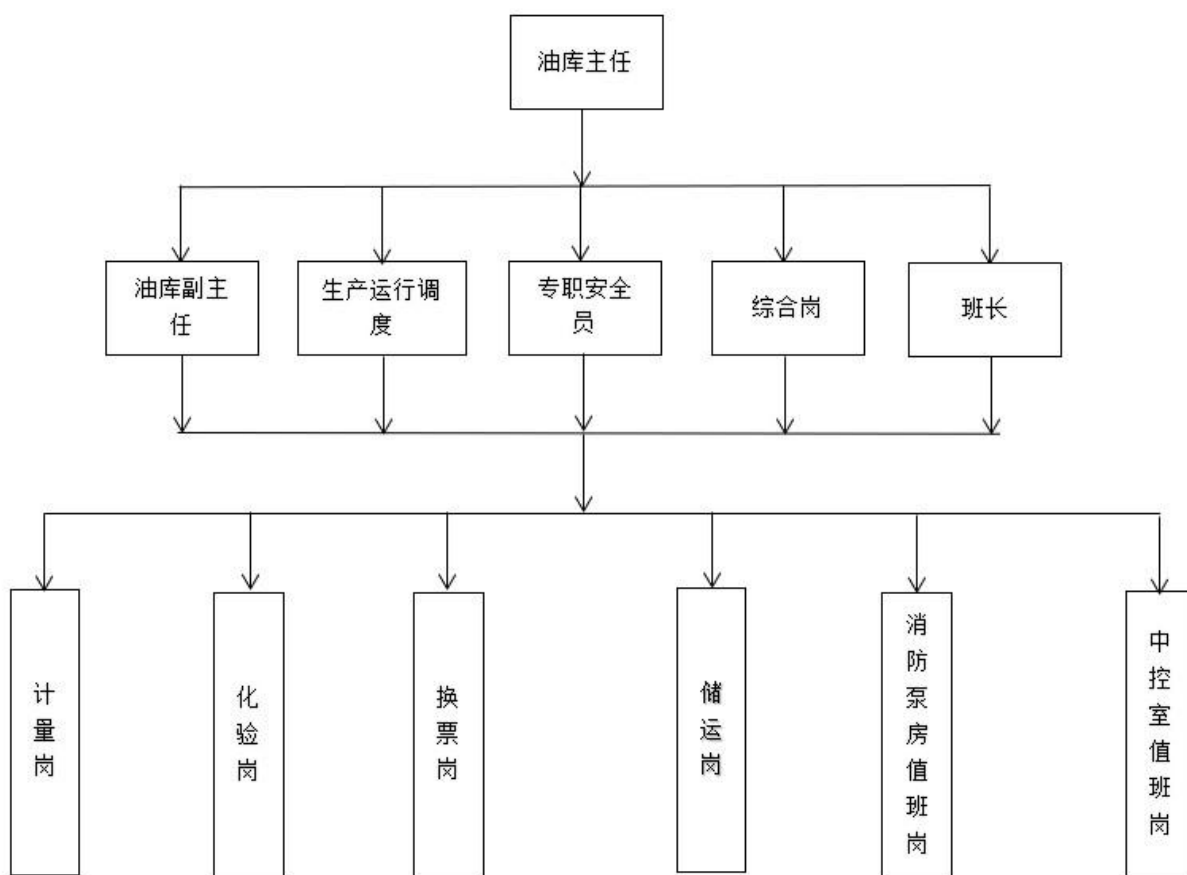 油库主任
油库副主
任
生产运行调
度
专职安全
员
综合岗
班长
计量岗
化验岗
换票岗
储运岗
消防泵房值班岗
中控室值班岗